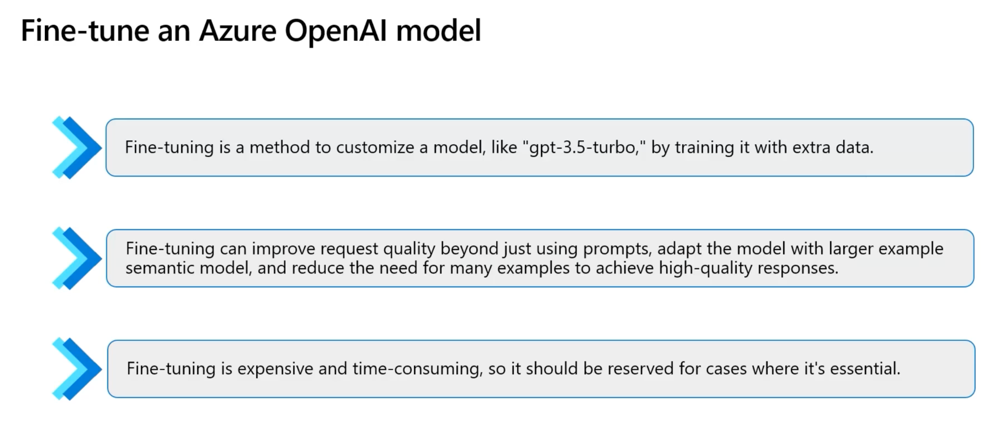 Fine-tune an Azure OpenAI model
Fine-tuning is a method to customize a model, like "gpt-3.5-turbo," by training it with extra data.
Fine-tuning can improve request quality beyond just using prompts, adapt the model with larger example
semantic model, and reduce the need for many examples to achieve high-quality responses.
Fine-tuning is expensive and time-consuming, so it should be reserved for cases where it's essential.